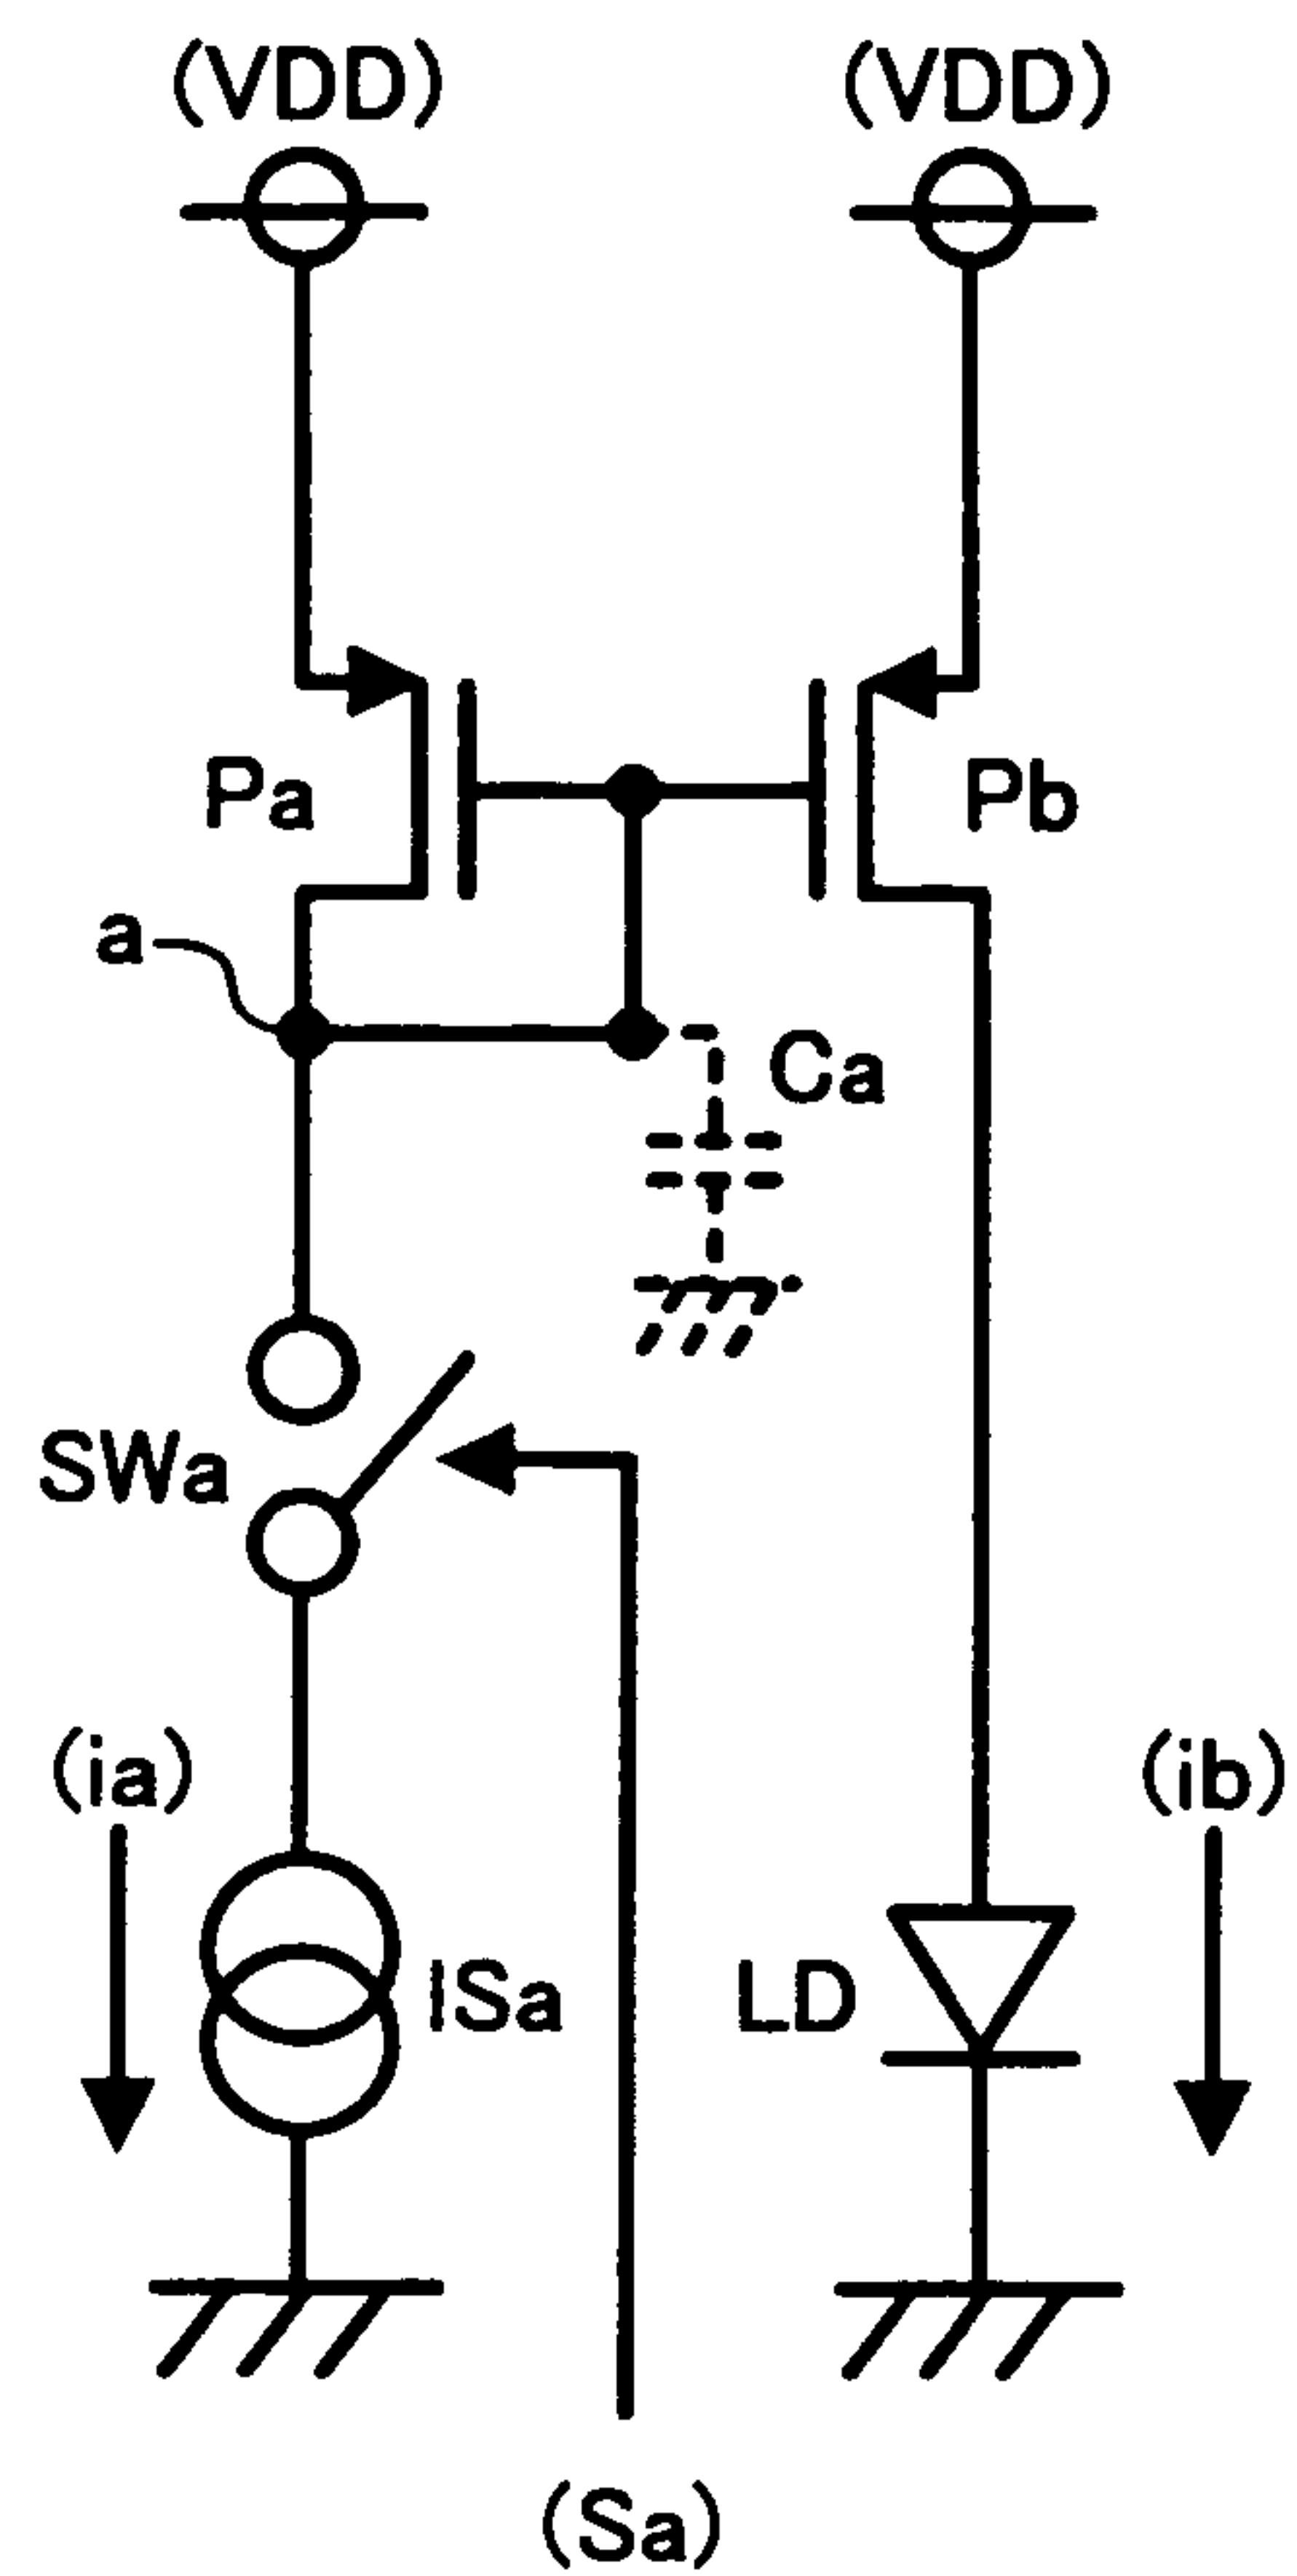 (VDD) (VDD)
Pa Pb
a
Ca
SWa
(ia) (ib)
ISa LD
(Sa)